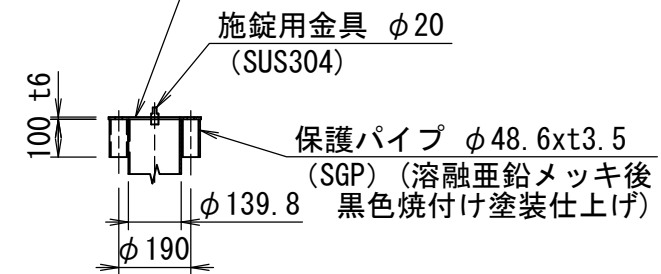 施錠用金具 φ20
(SUS304)
100 t6
保護パイプ φ48.6xt3.5
(SGP)(溶融亜鉛メッキ後
黒色焼付け塗装仕上げ)
φ139.8
φ190